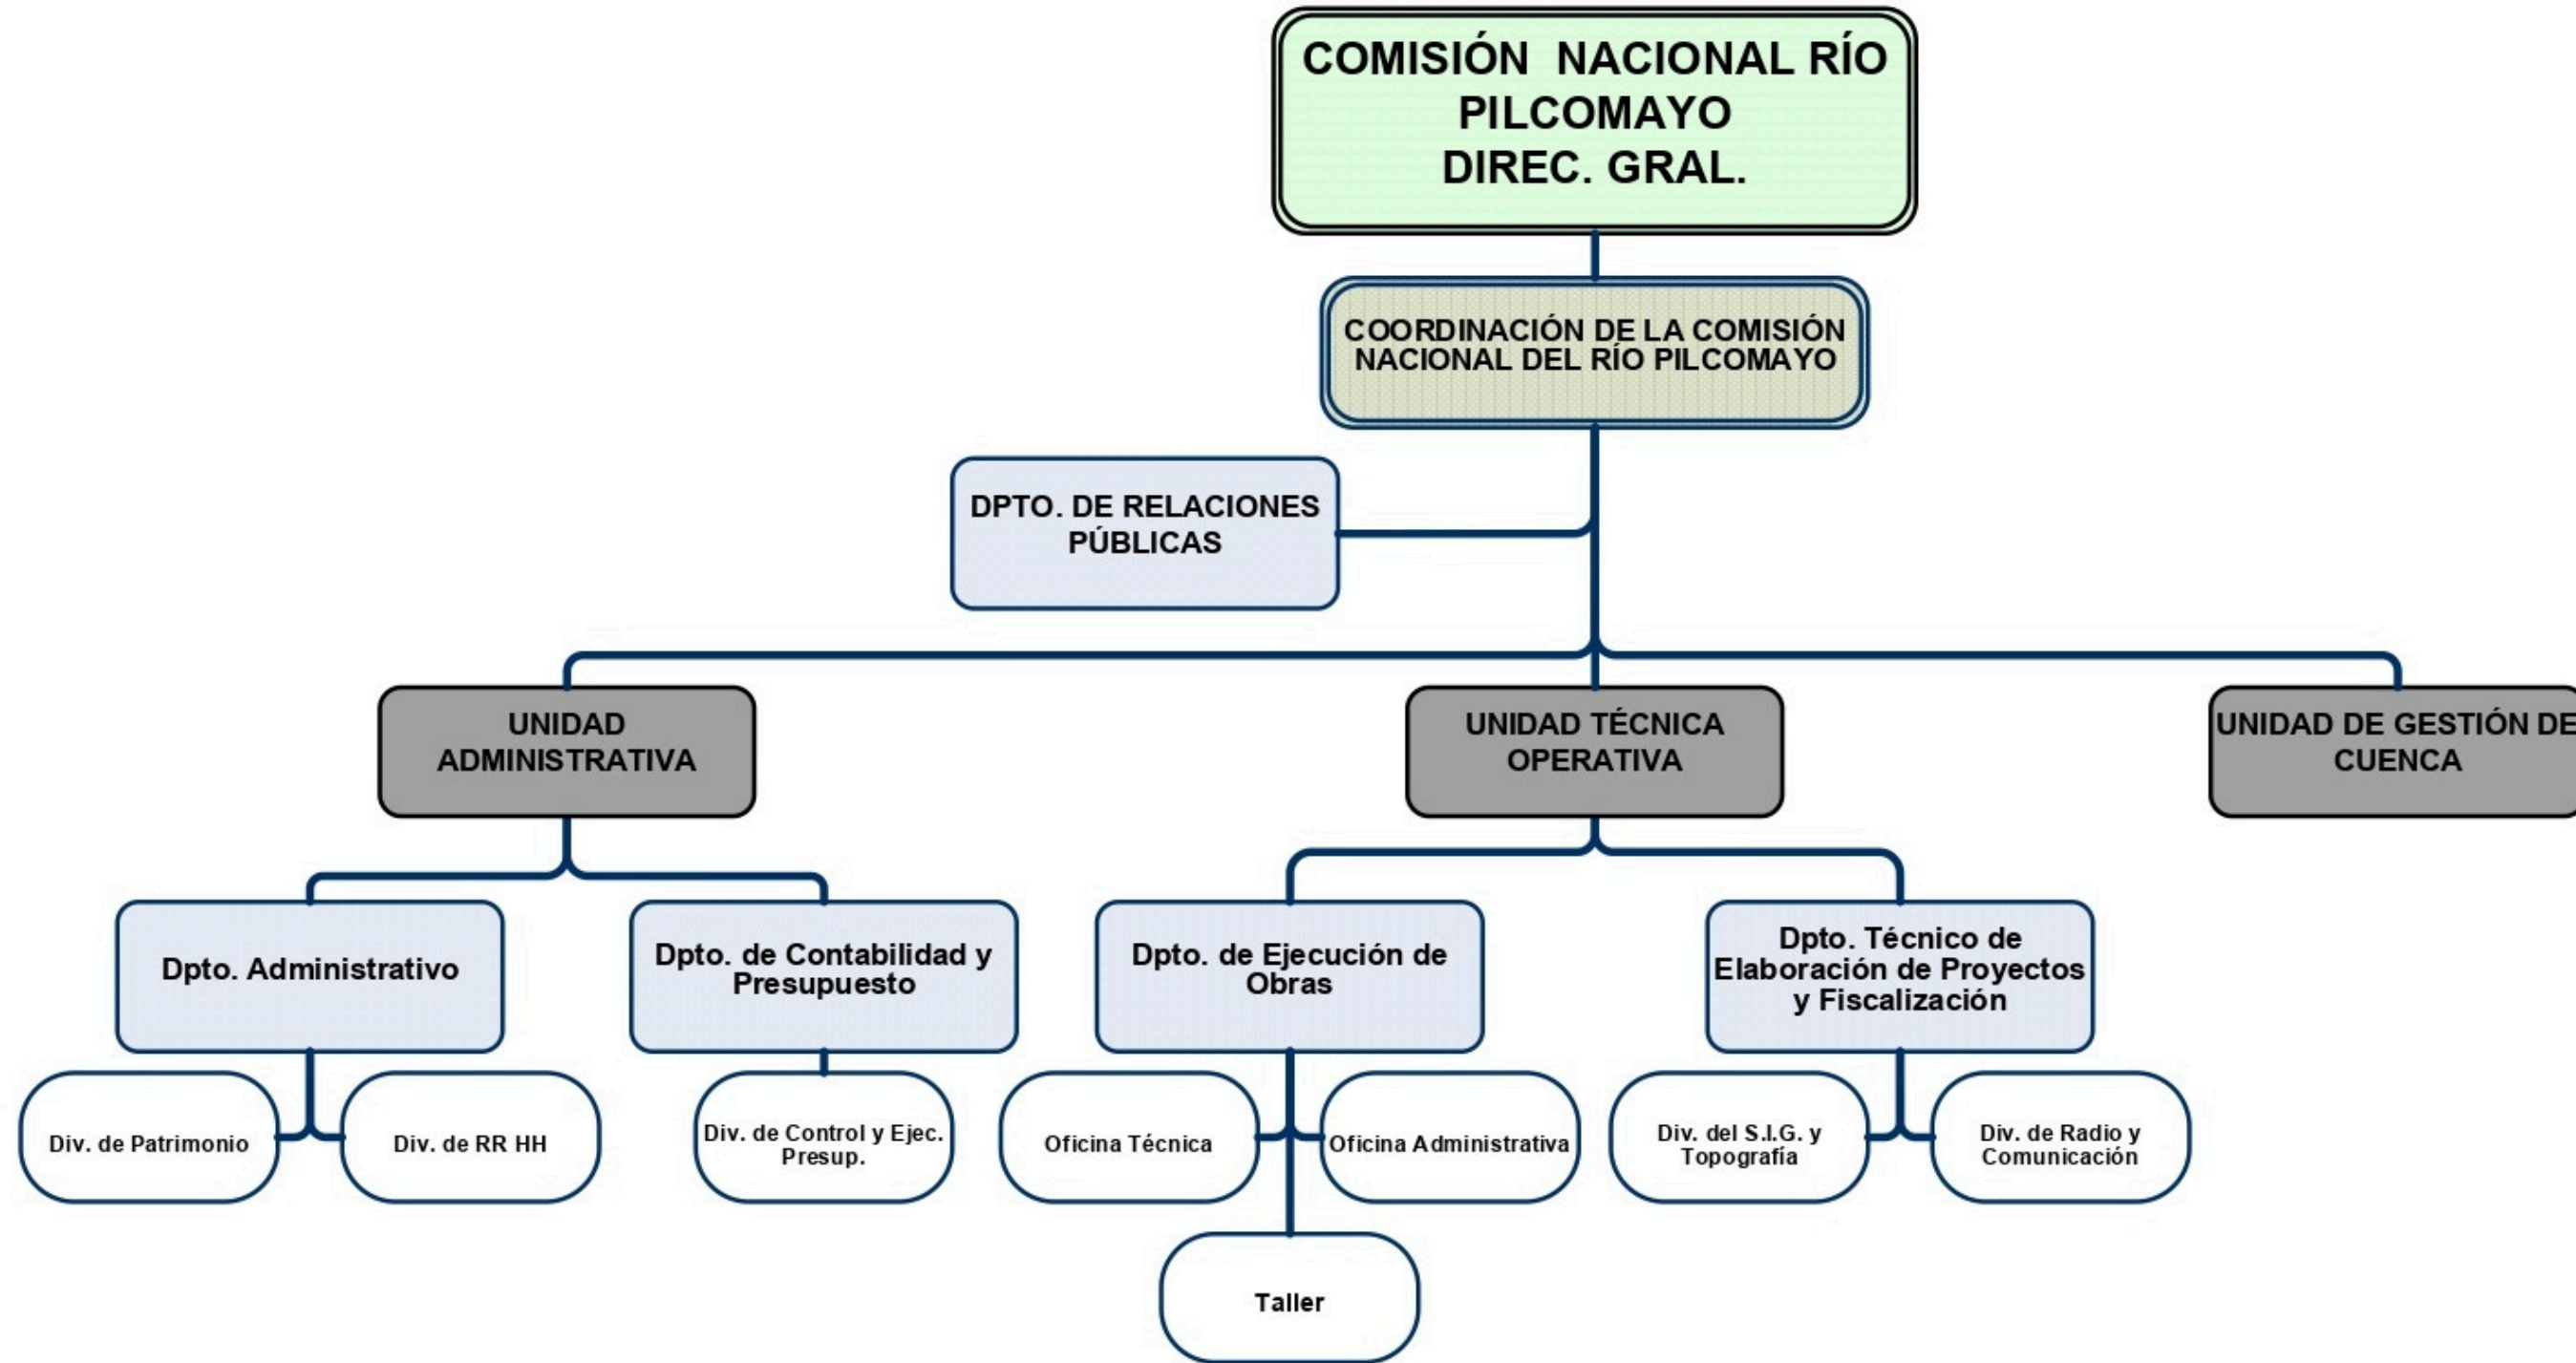 COMISIÓN NACIONAL RÍO
PILCOMAYO
DIREC. GRAL.
COORDINACIÓN DE LA COMISIÓN
NACIONAL DEL RÍO PILCOMAYO
DPTO. DE RELACIONES
PÚBLICAS
UNIDAD
ADMINISTRATIVA
UNIDAD TÉCNICA
OPERATIVA
UNIDAD DE GESTIÓN DE
CUENCA
Dpto. Administrativo
Dpto. de Contabilidad y
Presupuesto
Dpto. de Ejecución de
Obras
Dpto. Técnico de
Elaboración de Proyectos
y Fiscalización
Div. de Patrimonio
Div. de RR HH
Div. de Control y Ejec.
Presup.
Oficina Técnica
Oficina Administrativa
Div. del S.I.G. y
Topografía
Div. de Radio y
Comunicación
Taller